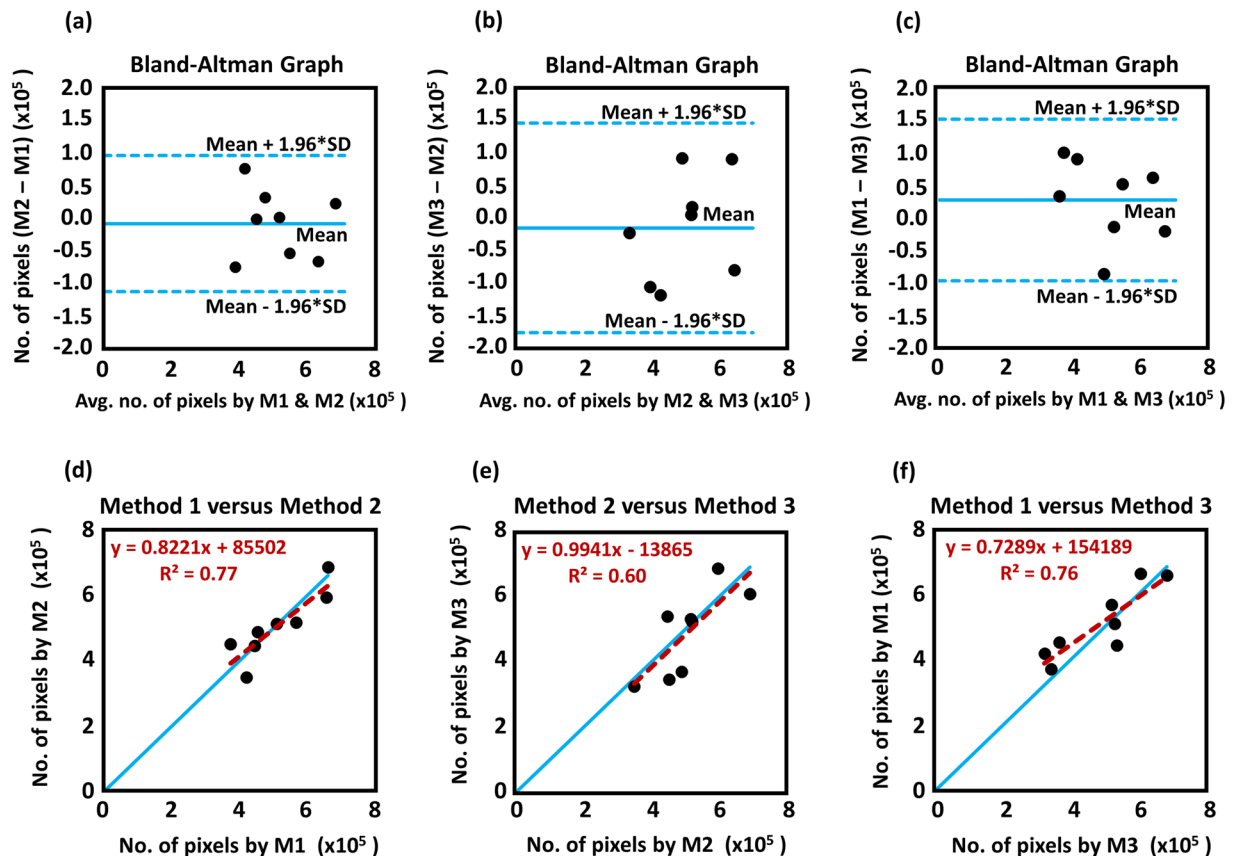 (a)
Bland-Altman Graph
No. of pixels (M2 – M1) (x10⁵)
2.0
1.5
1.0
0.5
0.0
-0.5
-1.0
-1.5
-2.0
Mean + 1.96*SD
Mean
Mean - 1.96*SD
0
2
4
6
8
Avg. no. of pixels by M1 & M2 (x10⁵ )
(b)
Bland-Altman Graph
No. of pixels (M3 – M2) (x10⁵)
2.0
1.5
1.0
0.5
0.0
-0.5
-1.0
-1.5
-2.0
Mean + 1.96*SD
Mean
Mean - 1.96*SD
0
2
4
6
8
Avg. no. of pixels by M2 & M3 (x10⁵ )
(c)
Bland-Altman Graph
No. of pixels (M1 – M3) (x10⁵)
2.0
1.5
1.0
0.5
0.0
-0.5
-1.0
-1.5
-2.0
Mean + 1.96*SD
Mean
Mean - 1.96*SD
0
2
4
6
8
Avg. no. of pixels by M1 & M3 (x10⁵ )
(d)
Method 1 versus Method 2
No. of pixels by M2 (x10⁵)
8
6
4
2
0
y = 0.8221x + 85502
R² = 0.77
0
2
4
6
8
No. of pixels by M1 (x10⁵ )
(e)
Method 2 versus Method 3
No. of pixels by M3 (x10⁵)
8
6
4
2
0
y = 0.9941x - 13865
R² = 0.60
0
2
4
6
8
No. of pixels by M2 (x10⁵ )
(f)
Method 1 versus Method 3
No. of pixels by M1 (x10⁵)
8
6
4
2
0
y = 0.7289x + 154189
R² = 0.76
0
2
4
6
8
No. of pixels by M3 (x10⁵ )